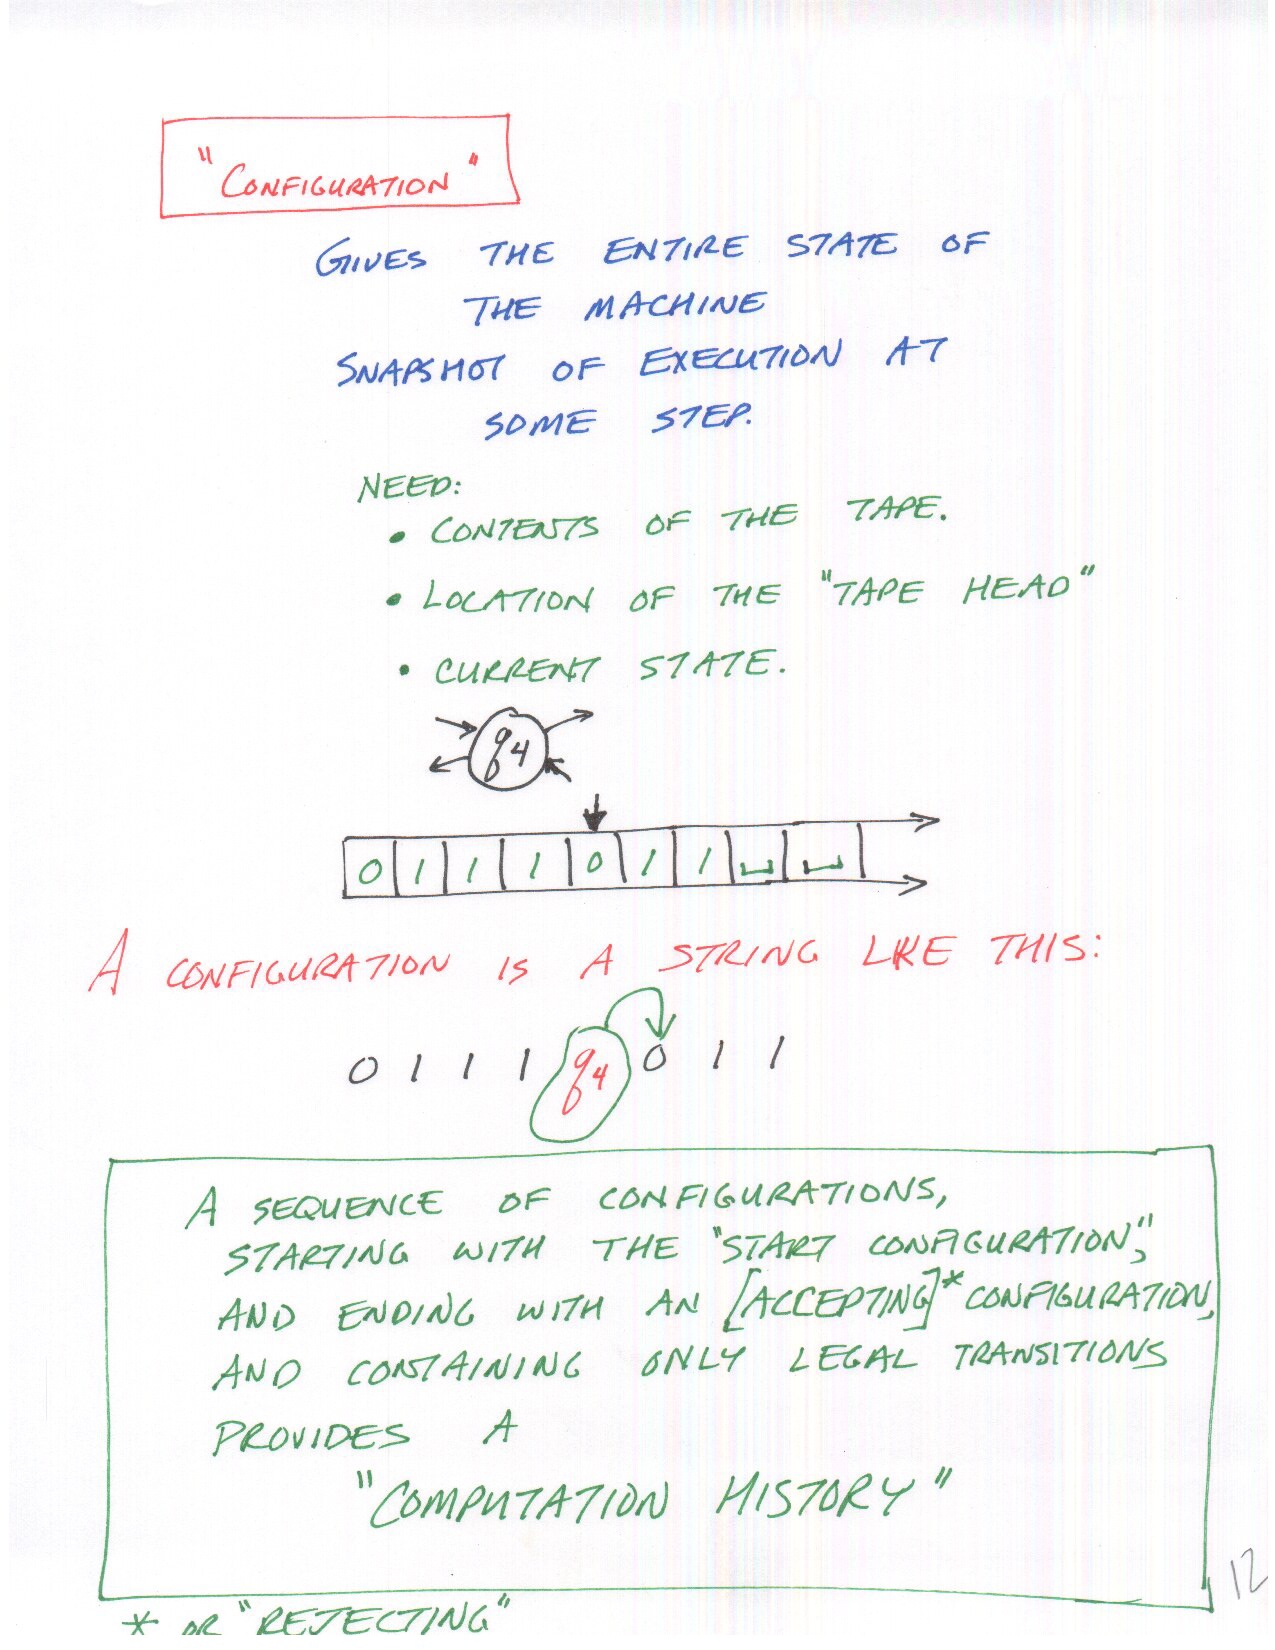 "CONFIGURATION"
GIVES THE ENTIRE STATE OF
THE MACHINE
SNAPSHOT OF EXECUTION AT
SOME STEP.
NEED:
• CONTENTS OF THE TAPE.
• LOCATION OF THE "TAPE HEAD"
• CURRENT STATE.
q4
0 1 1 1 0 1 1 ␣ ␣
A CONFIGURATION IS A STRING LIKE THIS:
0 1 1 1 q4 0 1 1
A SEQUENCE OF CONFIGURATIONS,
STARTING WITH THE "START CONFIGURATION",
AND ENDING WITH AN [ACCEPTING]* CONFIGURATION,
AND CONTAINING ONLY LEGAL TRANSITIONS
PROVIDES A
"COMPUTATION HISTORY"
12
* OR "REJECTING"